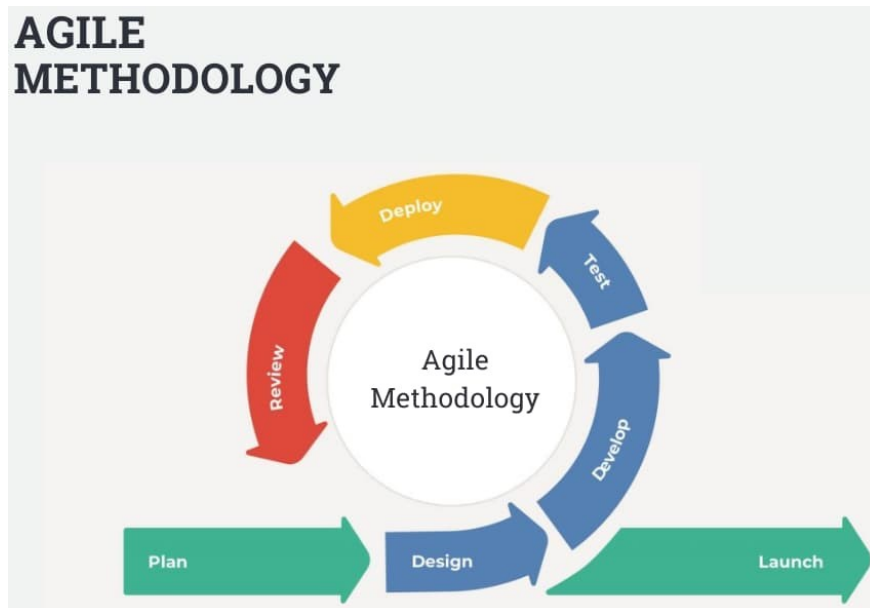 AGILE
METHODOLOGY
Deploy
Test
Review
Agile
Methodology
Develop
Plan
Design
Launch